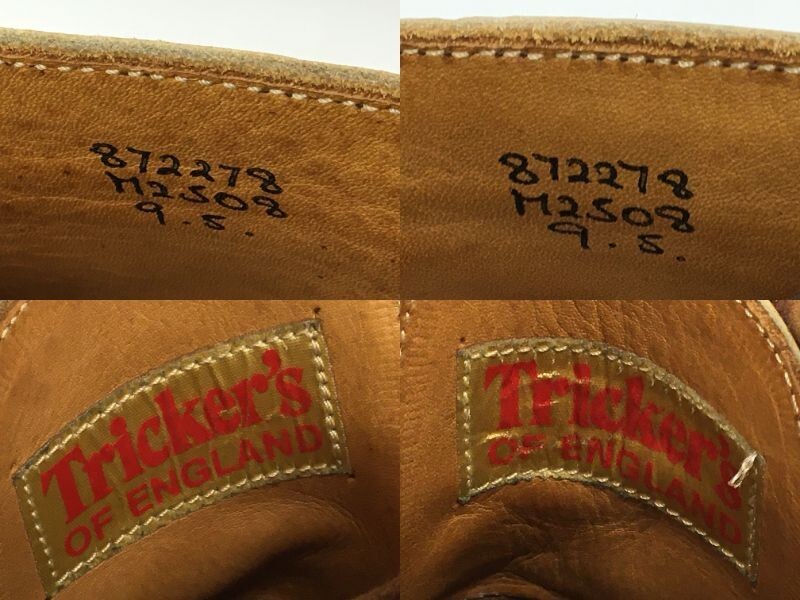 872278
M2508
9.5.
872278
M2508
9.5.
Tricker's
OF ENGLAND
Tricker's
OF ENGLAND